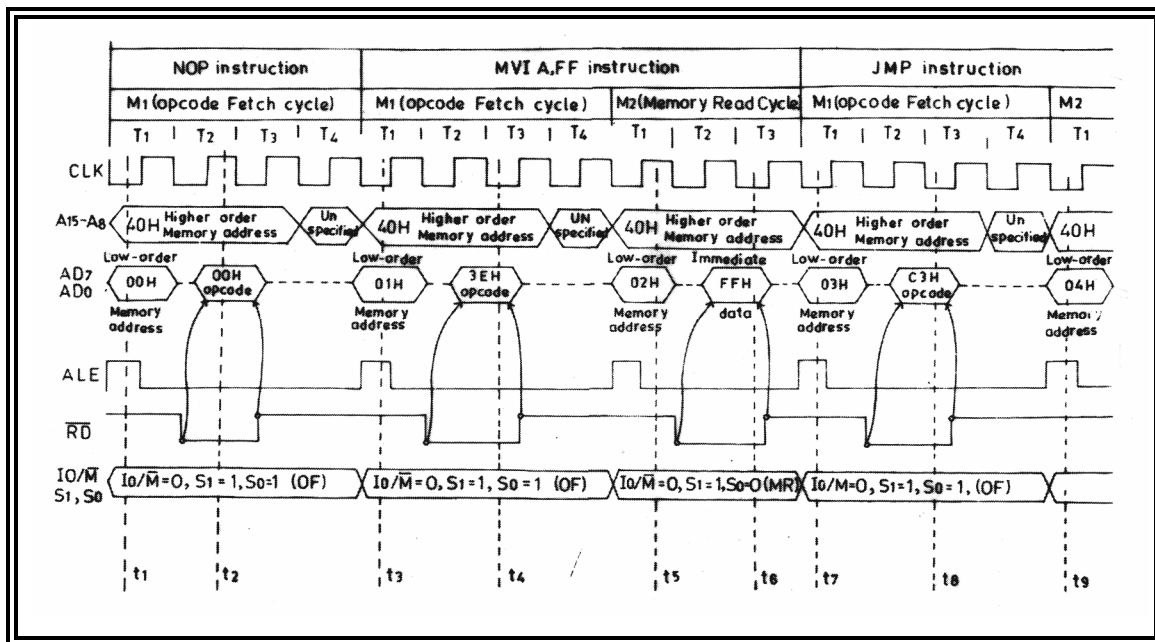 NOP instruction MVI A,FF instruction JMP instruction
M1(opcode Fetch cycle) M1(opcode Fetch cycle) M2(Memory Read Cycle M1(opcode Fetch cycle) M2
T1 T2 T3 T4 T1 T2 T3 T4 T1 T2 T3 T1 T2 T3 T4 T1
CLK
A15-A8
40H Higher order Memory address
Un specified
40H Higher order Memory address
UN specified
40H Higher order Memory address
40H Higher order Memory address
Un specified
40H
AD7
AD0
Low-order
00H
Memory address
00H opcode
Low-order
01H
Memory address
3EH opcode
Low-order
02H
Memory address
Immediate
FFH
data
Low-order
03H
Memory address
C3H opcode
Low-order
04H
Memory address
ALE
R̅D̅
IO/M̅
S1, S0
IO/M̅=0, S1=1, S0=1 (OF) IO/M̅=0, S1=1, S0=1 (OF) IO/M̅=0, S1=1, S0=0(MR) IO/M=0, S1=1, S0=1, (OF)
t1 t2 t3 t4 t5 t6 t7 t8 t9